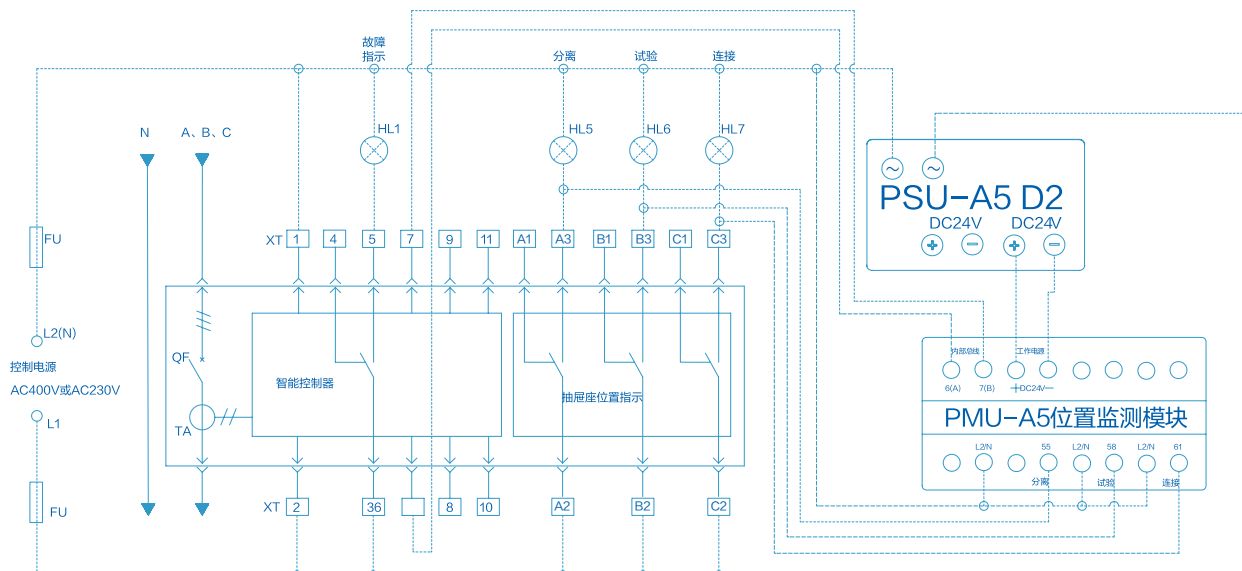 故障
指示
分离
试验
连接
N
A、B、C
HL1
HL5
HL6
HL7
PSU-A5 D2
DC24V
DC24V
FU
XT
1
4
5
7
9
11
A1
A3
B1
B3
C1
C3
L2(N)
控制电源
AC400V或AC230V
L1
QF
TA
智能控制器
抽屉座位置指示
内部总线
工作电源
6(A)
7(B)
+DC24V-
PMU-A5位置监测模块
L2/N
55
L2/N
58
L2/N
61
分离
试验
连接
FU
XT
2
36
8
10
A2
B2
C2